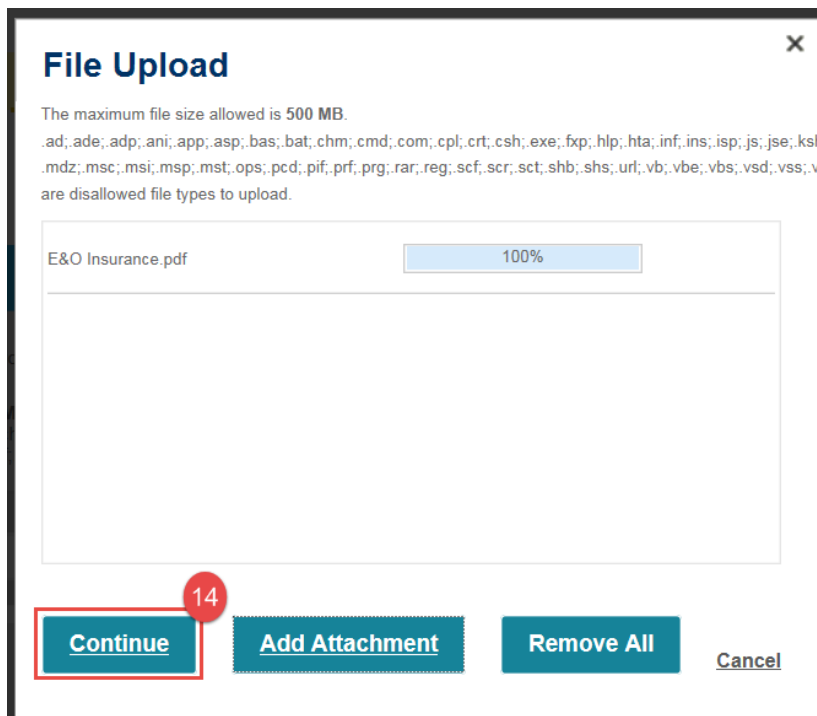 ×
File Upload
The maximum file size allowed is 500 MB.
.ad;.ade;.adp;.ani;.app;.asp;.bas;.bat;.chm;.cmd;.com;.cpl;.crt;.csh;.exe;.fxp;.hlp;.hta;.inf;.ins;.isp;.js;.jse;
.mdz;.msc;.msi;.msp;.mst;.ops;.pcd;.pif;.prf;.prg;.rar;.reg;.scf;.scr;.sct;.shb;.shs;.url;.vb;.vbe;.vbs;.vsd;.vss;
are disallowed file types to upload.
E&O Insurance.pdf 100%
14
Continue Add Attachment Remove All Cancel